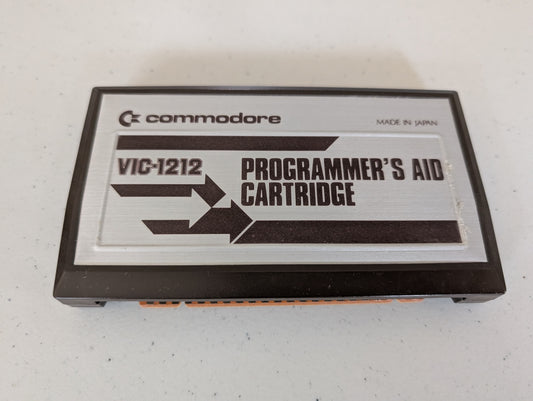 commodore
MADE IN JAPAN
VIC-1212
PROGRAMMER'S AID
CARTRIDGE